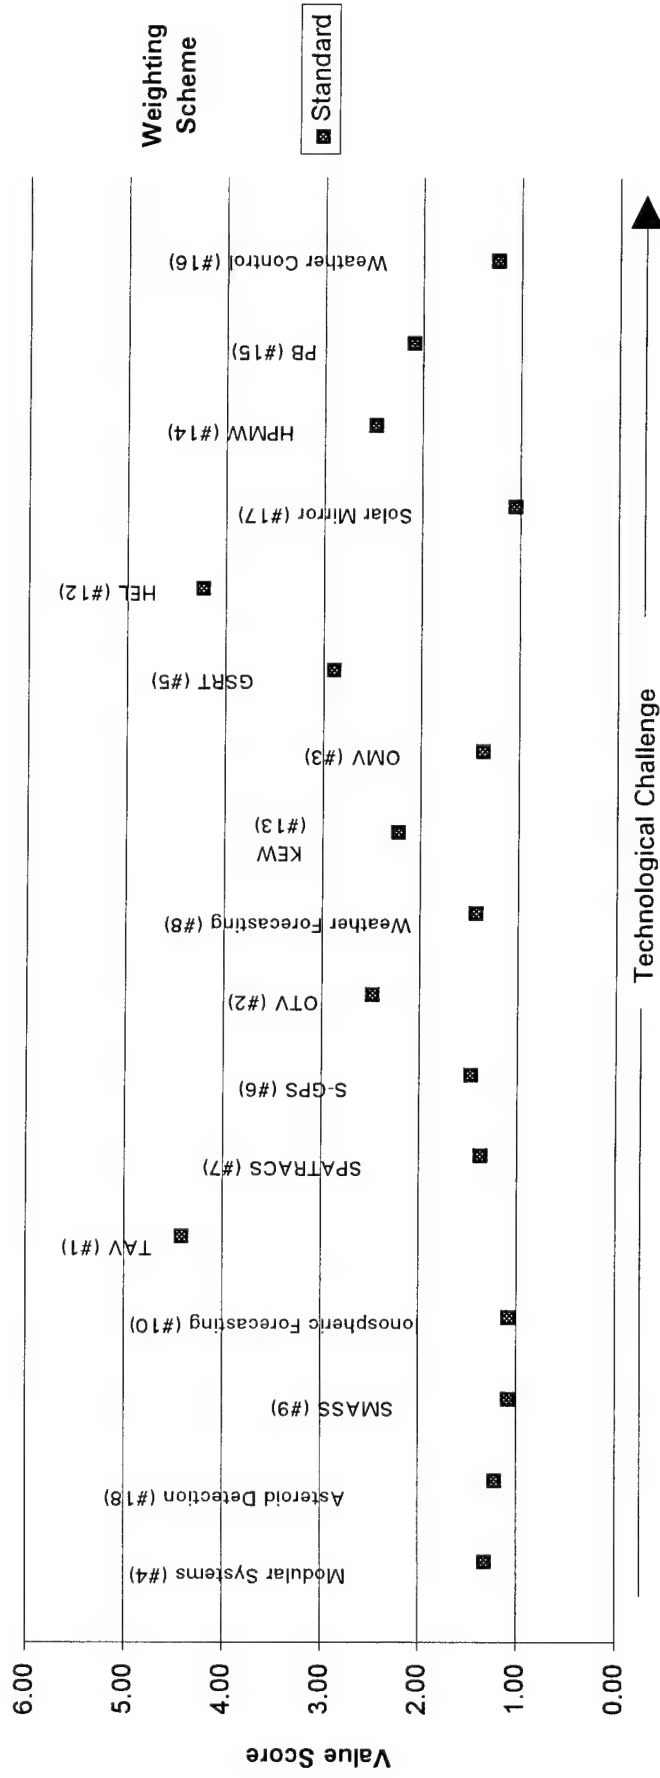 Weighting
Scheme
Standard
Value Score
6.00
5.00
4.00
3.00
2.00
1.00
0.00
Modular Systems (#4)
Asteroid Detection (#18)
SMASS (#9)
Ionospheric Forecasting (#10)
TAV (#1)
SPATRACS (#7)
S-GPS (#6)
OTV (#2)
Weather Forecasting (#8)
KEW
(#13)
OMV (#3)
GSRT (#5)
HEL (#12)
Solar Mirror (#17)
HPMW (#14)
PB (#15)
Weather Control (#16)
Technological Challenge